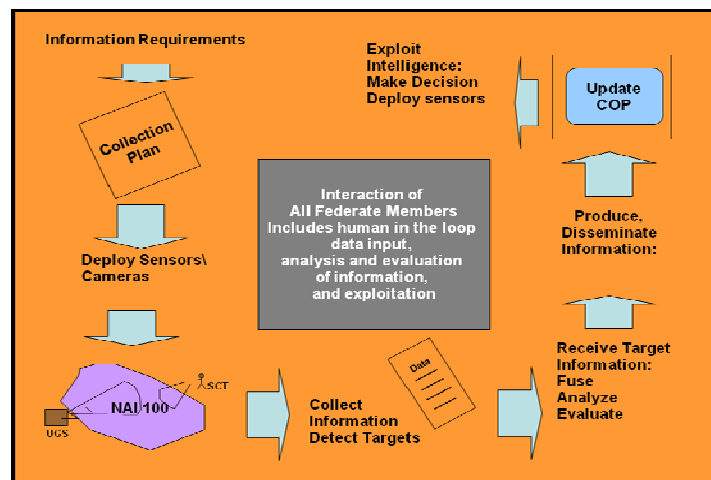 Information Requirements
Collection
Plan
Deploy Sensors\
Cameras
NAI 100
SCT
UGS
Collect
Information
Detect Targets
Data
Receive Target
Information:
Fuse
Analyze
Evaluate
Produce,
Disseminate
Information:
Update
COP
Exploit
Intelligence:
Make Decision
Deploy sensors
Interaction of
All Federate Members
Includes human in the loop
data input,
analysis and evaluation
of information,
and exploitation